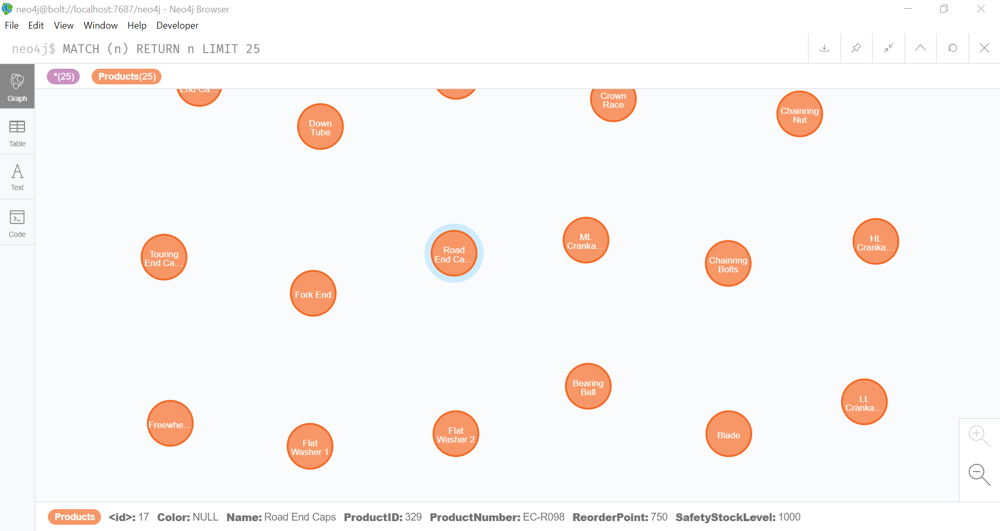 neo4j@bolt://localhost:7687/neo4j - Neo4j Browser
File Edit View Window Help Developer
neo4j$ MATCH (n) RETURN n LIMIT 25
*(25) Products(25)
Graph
Table
Text
Code
End Ca...
Down
Tube
Crown
Race
Chainring
Nut
Touring
End Ca...
Fork End
Road
End Ca...
ML
Cranka...
Chainring
Bolts
HL
Cranka...
Freewhe...
Flat
Washer 1
Flat
Washer 2
Bearing
Ball
Blade
LL
Cranka...
Products <id>: 17 Color: NULL Name: Road End Caps ProductID: 329 ProductNumber: EC-R098 ReorderPoint: 750 SafetyStockLevel: 1000